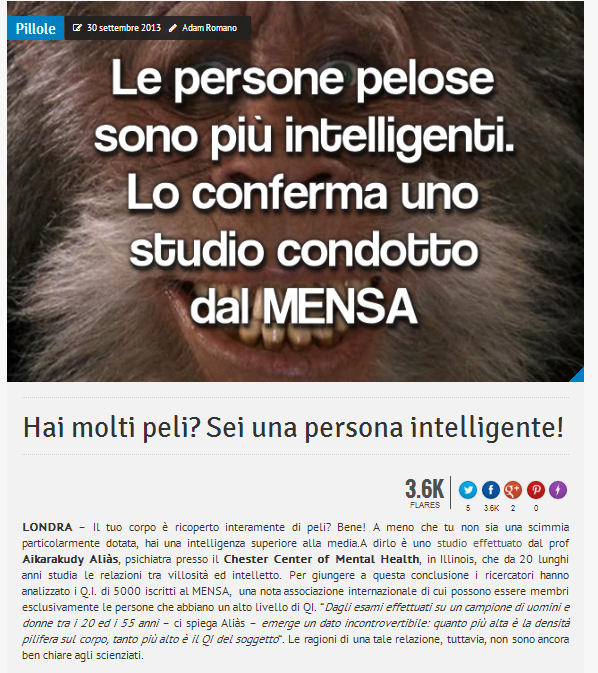 Pillole 30 settembre 2013 Adam Romano
Le persone pelose
sono più intelligenti.
Lo conferma uno
studio condotto
dal MENSA
Hai molti peli? Sei una persona intelligente!
3.6K
FLARES
5 3.6K 2 0
LONDRA – Il tuo corpo è ricoperto interamente di peli? Bene! A meno che tu non sia una scimmia
particolarmente dotata, hai una intelligenza superiore alla media.A dirlo è uno studio effettuato dal prof
Aikarakudy Aliàs, psichiatra presso il Chester Center of Mental Health, in Illinois, che da 20 lunghi
anni studia le relazioni tra villosità ed intelletto. Per giungere a questa conclusione i ricercatori hanno
analizzato i Q.I. di 5000 iscritti al MENSA, una nota associazione internazionale di cui possono essere membri
esclusivamente le persone che abbiano un alto livello di QI. "Dagli esami effettuati su un campione di uomini e
donne tra i 20 ed i 55 anni – ci spiega Aliàs – emerge un dato incontrovertibile: quanto più alta è la densità
pilifera sul corpo, tanto più alto è il QI del soggetto". Le ragioni di una tale relazione, tuttavia, non sono ancora
ben chiare agli scienziati.